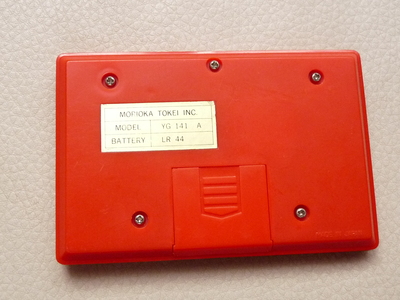 MORIOKA TOKEI INC.
MODEL YG 141 A
BATTERY LR 44